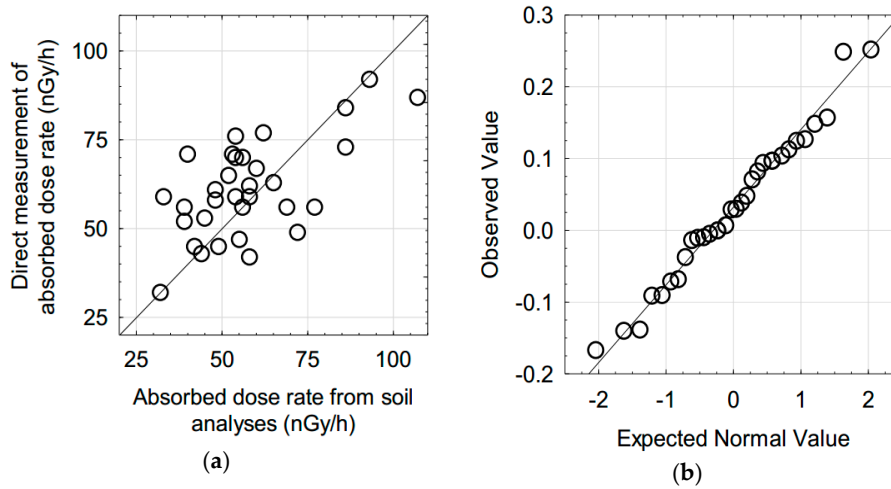 Direct measurement of
absorbed dose rate (nGy/h)
100
75
50
25
25 50 75 100
Absorbed dose rate from soil
analyses (nGy/h)
(a)
Observed Value
0.3
0.2
0.1
0.0
-0.1
-0.2
-2 -1 0 1 2
Expected Normal Value
(b)